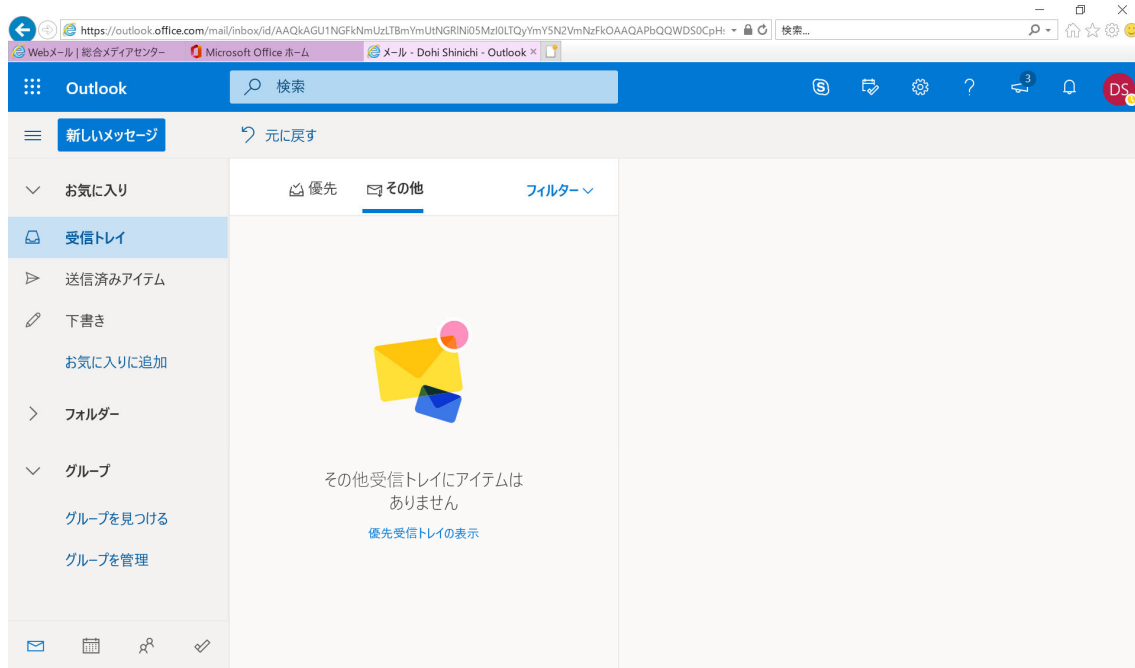 https://outlook.office.com/mail/inbox/id/
検索...
Webメール | 総合メディアセンター
Microsoft Office ホーム
メール - Dohi Shinichi - Outlook
Outlook
検索
3
DS
新しいメッセージ
元に戻す
お気に入り
優先
その他
フィルター
受信トレイ
送信済みアイテム
下書き
お気に入りに追加
フォルダー
グループ
その他受信トレイにアイテムは
ありません
グループを見つける
優先受信トレイの表示
グループを管理